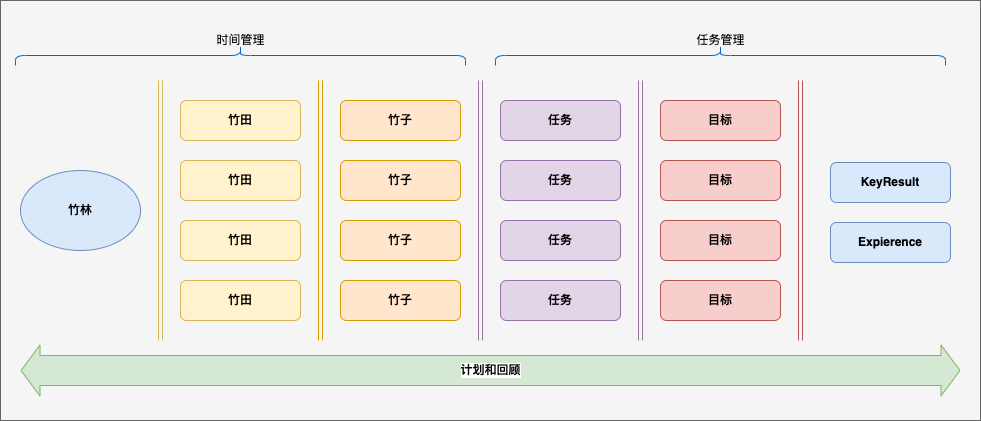 时间管理
任务管理
竹林
竹田
竹子
任务
目标
竹田
竹子
任务
目标
KeyResult
竹田
竹子
任务
目标
Expierence
竹田
竹子
任务
目标
计划和回顾